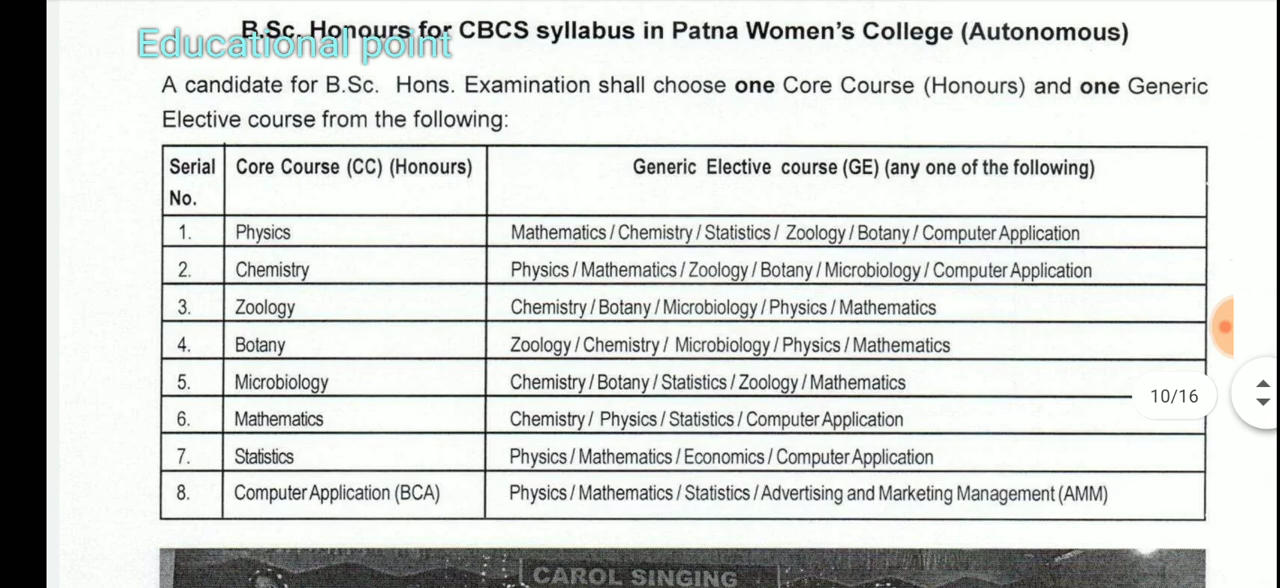 B.Sc. Honours for CBCS syllabus in Patna Women's College (Autonomous)
Educational point
A candidate for B.Sc. Hons. Examination shall choose one Core Course (Honours) and one Generic
Elective course from the following:
Serial No. Core Course (CC) (Honours) Generic Elective course (GE) (any one of the following)
1. Physics Mathematics / Chemistry / Statistics / Zoology / Botany / Computer Application
2. Chemistry Physics / Mathematics / Zoology / Botany / Microbiology / Computer Application
3. Zoology Chemistry / Botany / Microbiology / Physics / Mathematics
4. Botany Zoology / Chemistry / Microbiology / Physics / Mathematics
5. Microbiology Chemistry / Botany / Statistics / Zoology / Mathematics
10/16
6. Mathematics Chemistry / Physics / Statistics / Computer Application
7. Statistics Physics / Mathematics / Economics / Computer Application
8. Computer Application (BCA) Physics / Mathematics / Statistics / Advertising and Marketing Management (AMM)
CAROL SINGING